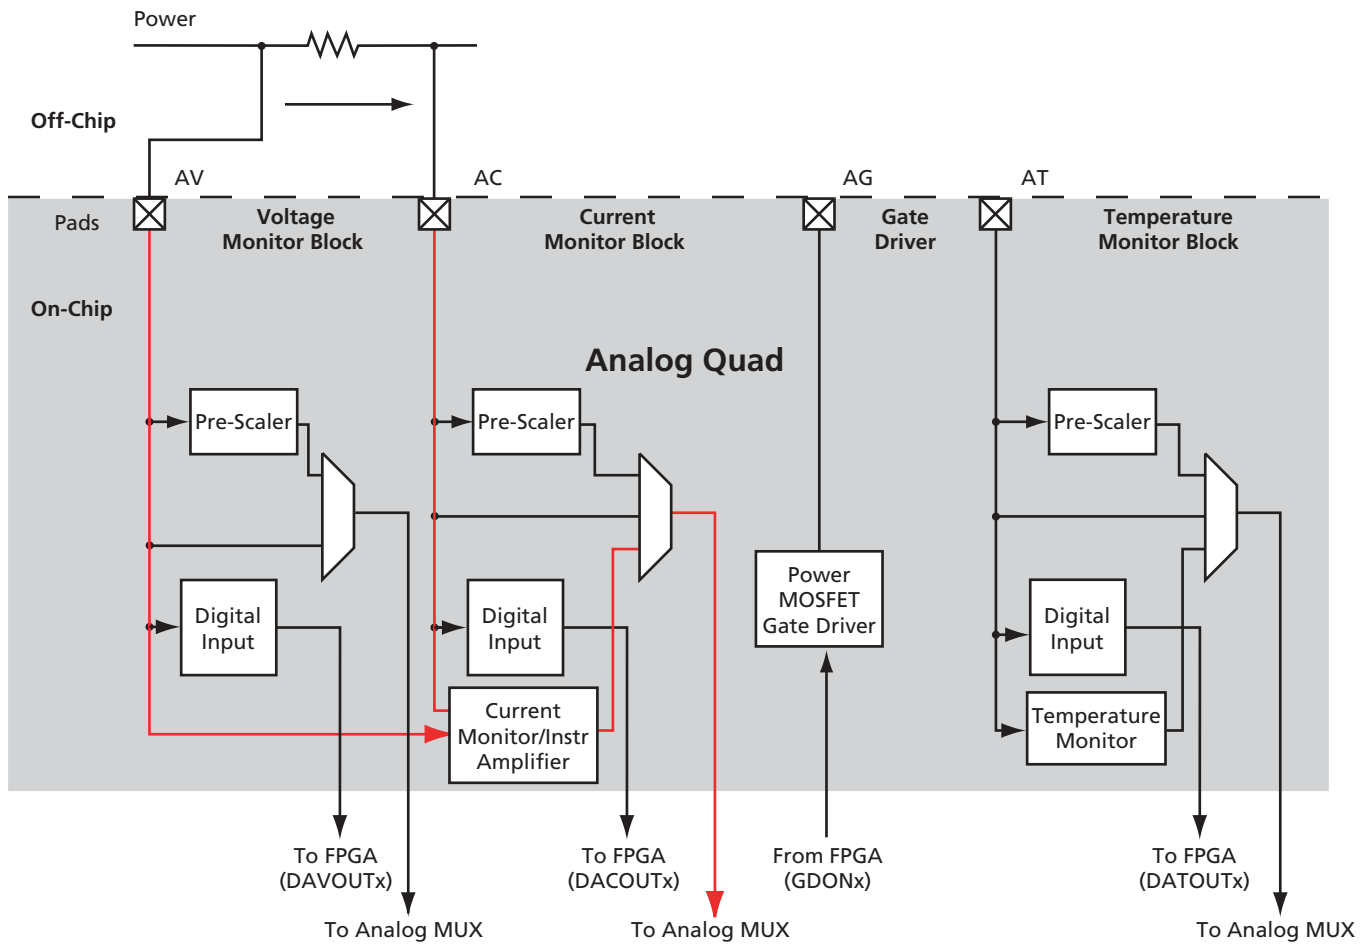 Power
Off-Chip
AV
AC
AG
AT
Pads
Voltage
Monitor Block
Current
Monitor Block
Gate
Driver
Temperature
Monitor Block
On-Chip
Analog Quad
Pre-Scaler
Pre-Scaler
Pre-Scaler
Digital
Input
Digital
Input
Power
MOSFET
Gate Driver
Digital
Input
Current
Monitor/Instr
Amplifier
Temperature
Monitor
To FPGA
(DAVOUTx)
To FPGA
(DACOUTx)
From FPGA
(GDONx)
To FPGA
(DATOUTx)
To Analog MUX
To Analog MUX
To Analog MUX